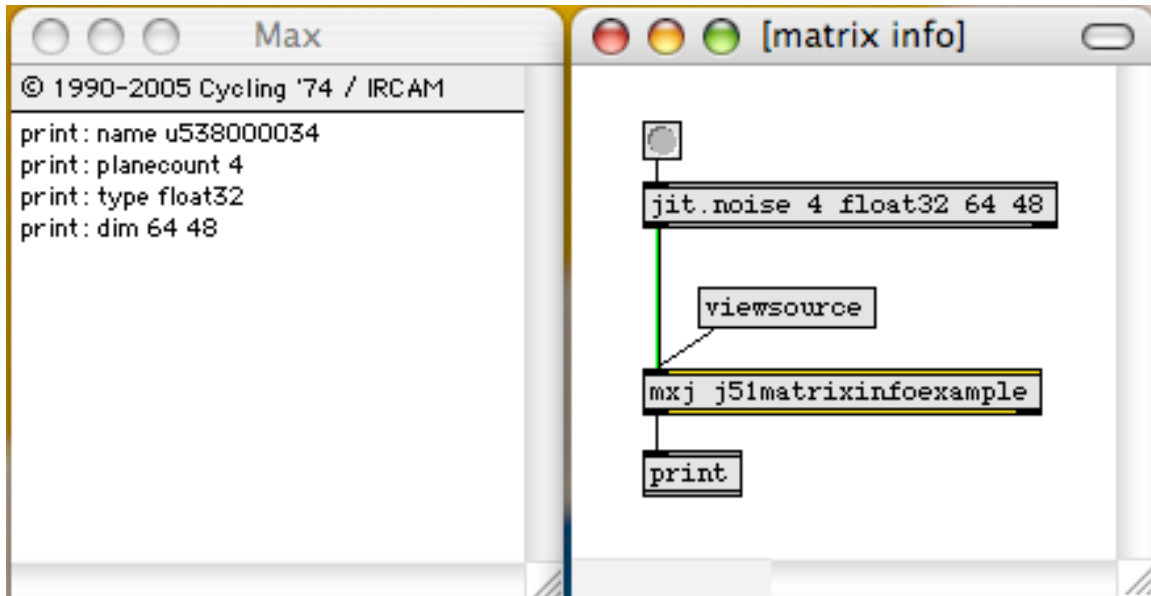 Max
© 1990-2005 Cycling '74 / IRCAM
print: name u538000034
print: planecount 4
print: type float32
print: dim 64 48
[matrix info]
jit.noise 4 float32 64 48
viewsource
mxj j51matrixinfoexample
print